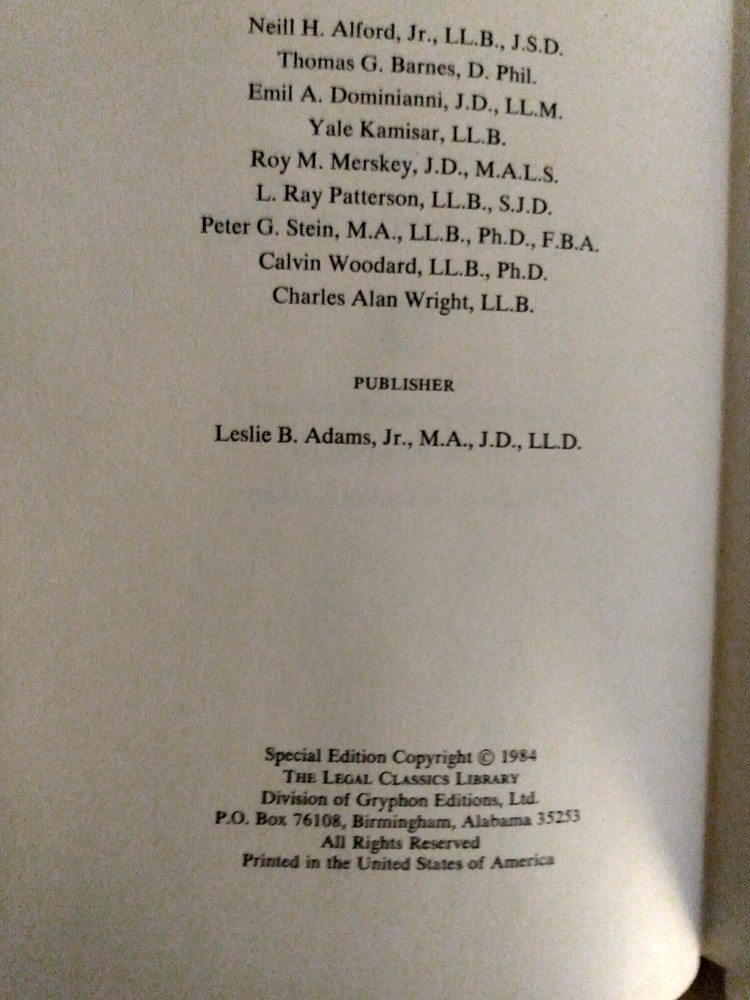 Neill H. Alford, Jr., LL.B., J.S.D.
Thomas G. Barnes, D. Phil.
Emil A. Dominianni, J.D., LL.M.
Yale Kamisar, LL.B.
Roy M. Merskey, J.D., M.A.L.S.
L. Ray Patterson, LL.B., S.J.D.
Peter G. Stein, M.A., LL.B., Ph.D., F.B.A.
Calvin Woodard, LL.B., Ph.D.
Charles Alan Wright, LL.B.
PUBLISHER
Leslie B. Adams, Jr., M.A., J.D., LL.D.
Special Edition Copyright © 1984
THE LEGAL CLASSICS LIBRARY
Division of Gryphon Editions, Ltd.
P.O. Box 76108, Birmingham, Alabama 35253
All Rights Reserved
Printed in the United States of America